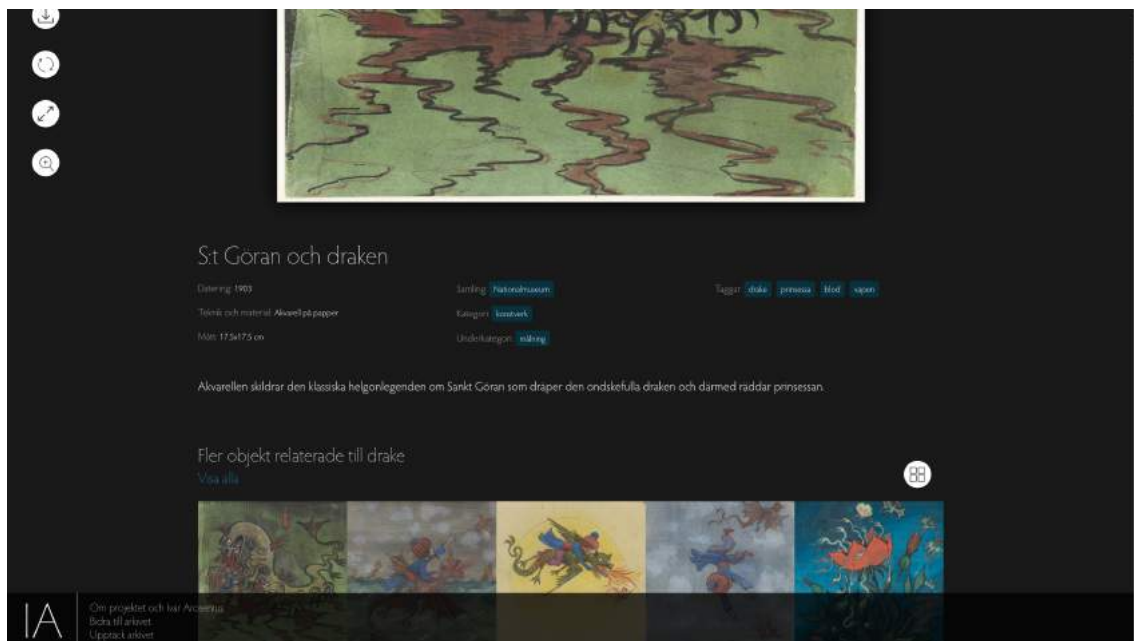 S:t Göran och draken
Datering: 1903
Samling: Nationalmuseum
Taggar: drake prinsessa blod vapen
Teknik och material: Akvarell på papper
Kategori: konstverk
Mått: 17.5x17.5 cm
Underkategori: målning
Akvarellen skildrar den klassiska helgonlegenden om Sankt Göran som dräper den ondskefulla draken och därmed räddar prinsessan.
Fler objekt relaterade till drake
Visa alla
IA
Om projektet och Ivar Arosenius
Bidra till arkivet
Upptäck arkivet